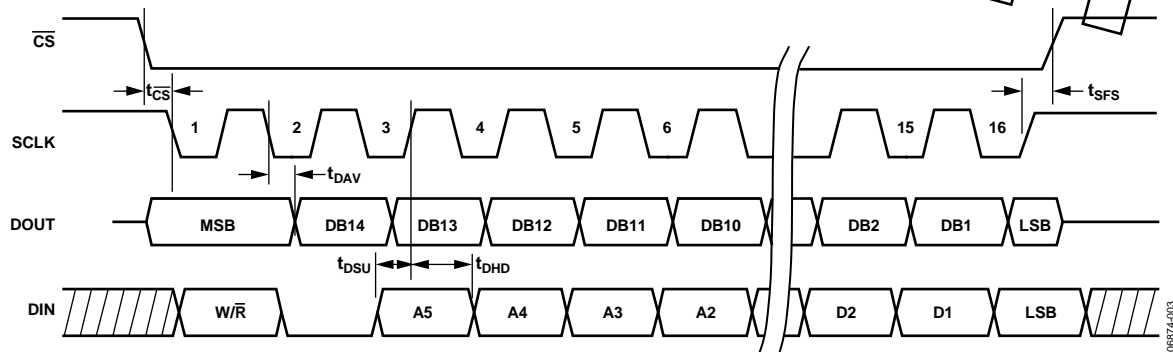 CS
tCS
tSFS
SCLK
1 2 3 4 5 6 15 16
tDAV
DOUT
MSB DB14 DB13 DB12 DB11 DB10 DB2 DB1 LSB
tDSU tDHD
DIN
W/R A5 A4 A3 A2 D2 D1 LSB
06974-003